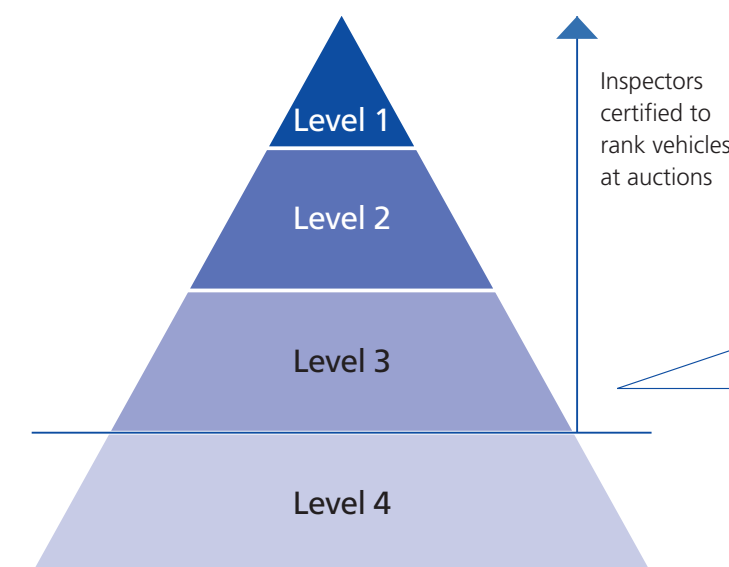 Level 1
Inspectors
certified to
rank vehicles
at auctions
Level 2
Level 3
Level 4